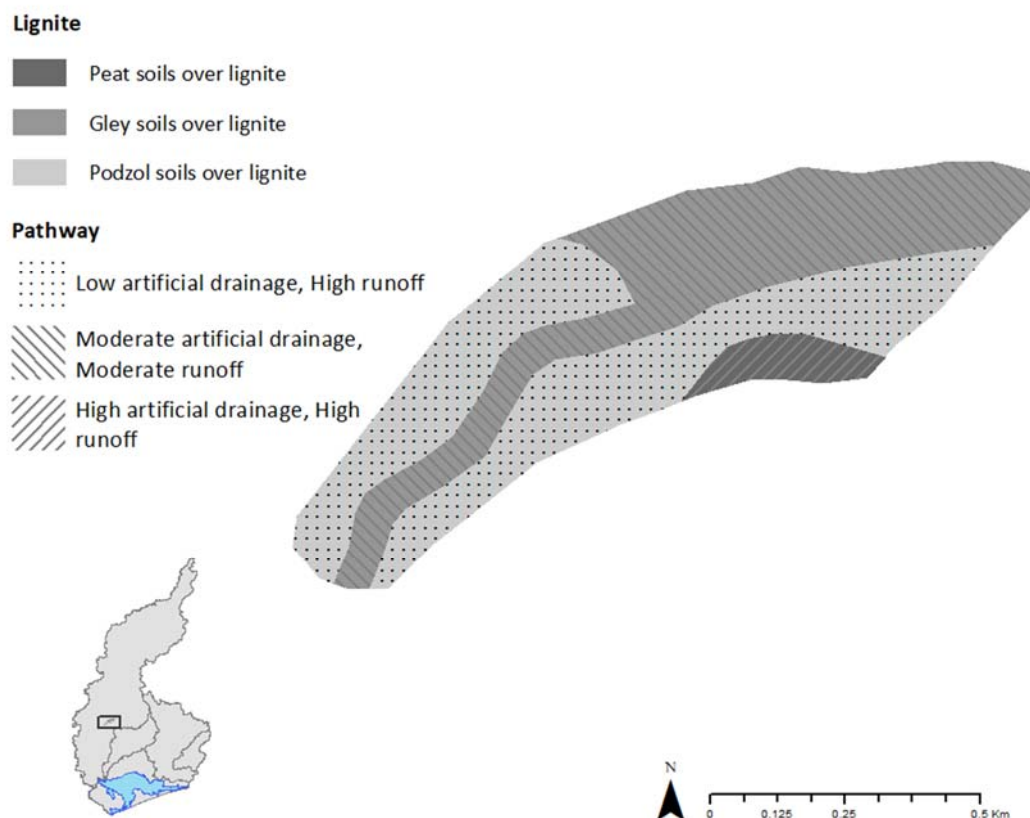 Lignite
Peat soils over lignite
Gley soils over lignite
Podzol soils over lignite
Pathway
Low artificial drainage, High runoff
Moderate artificial drainage,
Moderate runoff
High artificial drainage, High
runoff
N
0 0.125 0.25 0.5 Km